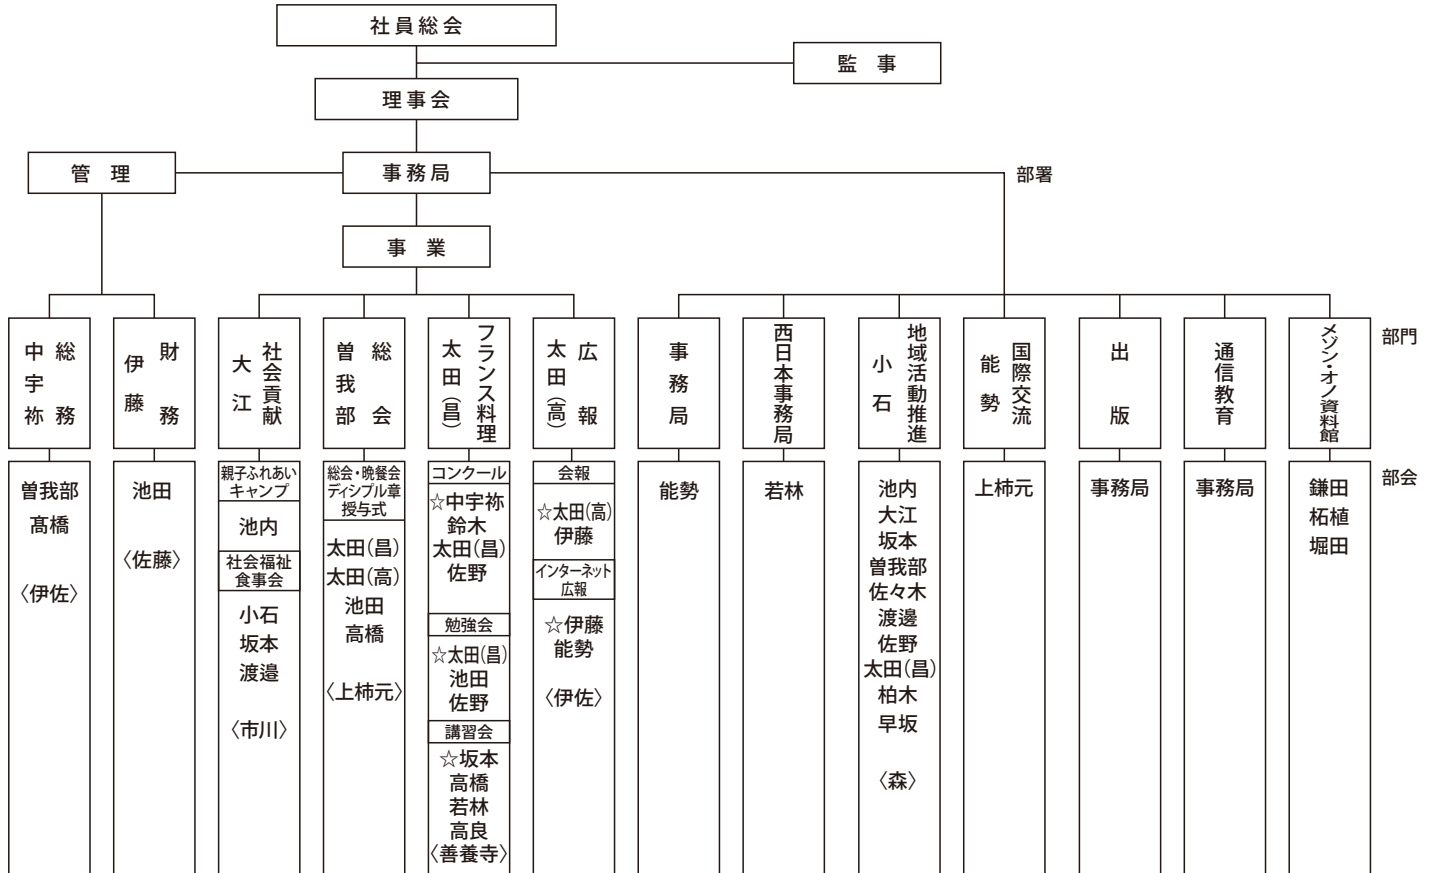 社員総会
監　事
理事会
管　理
事務局
部署
事　業
総　務
中宇祢
財　務
伊　藤
社会貢献
大　江
総　会
曽我部
フランス料理
太田（昌）
広　報
太田（高）
事務局
西日本事務局
地域活動推進
小　石
国際交流
能　勢
出　版
通信教育
メゾン・オノ資料館
部門
曽我部
髙橋
〈伊佐〉
池田
〈佐藤〉
親子ふれあい
キャンプ
池内
社会福祉
食事会
小石
坂本
渡邉
〈市川〉
総会・晩餐会
ディシプル章
授与式
太田（昌）
太田（高）
池田
高橋
〈上柿元〉
コンクール
☆中宇祢
鈴木
太田（昌）
佐野
勉強会
☆太田（昌）
池田
佐野
講習会
☆坂本
高橋
若林
高良
〈善養寺〉
会報
☆太田（高）
伊藤
インターネット
広報
☆伊藤
能勢
〈伊佐〉
能勢
若林
池内
大江
坂本
曽我部
佐々木
渡邊
佐野
太田（昌）
柏木
早坂
〈森〉
上柿元
事務局
事務局
鎌田
柘植
堀田
部会